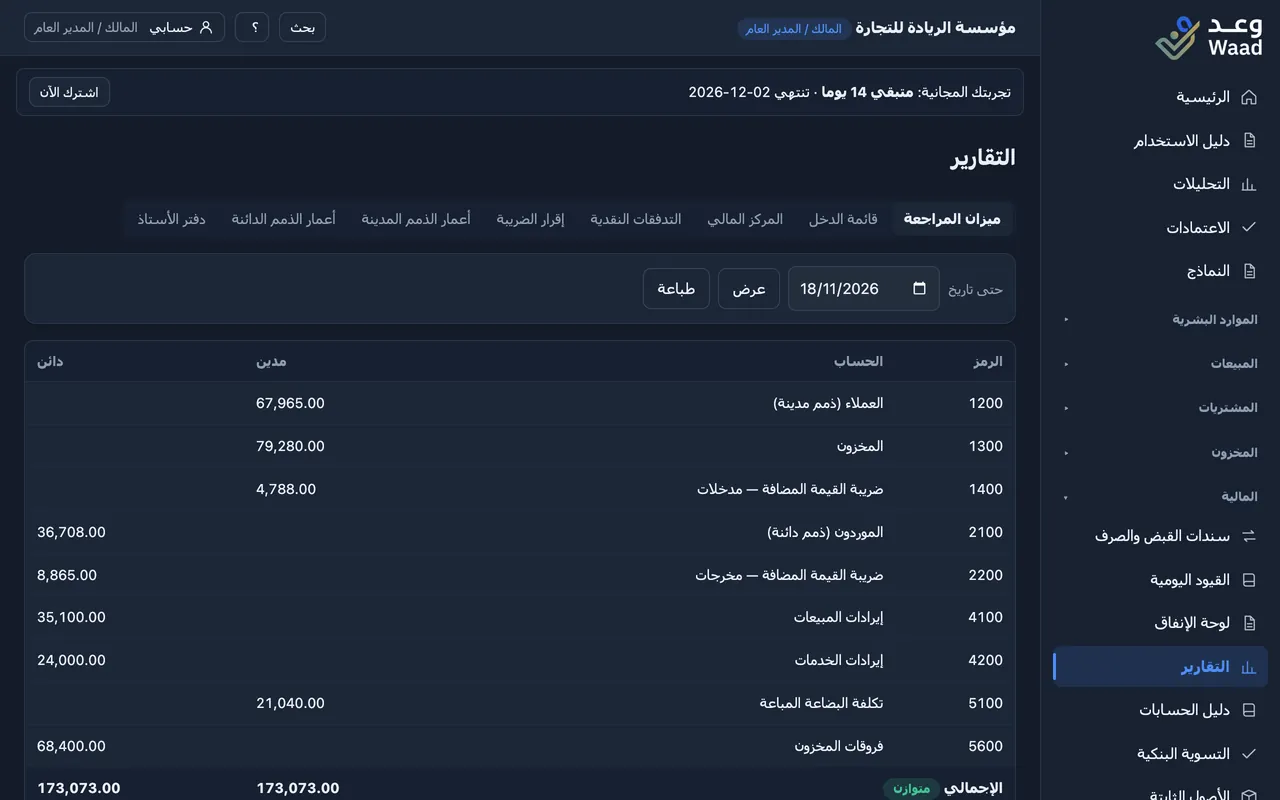 وعد
Waad
الرئيسية
دليل الاستخدام
التحليلات
الاعتمادات
النماذج
الموارد البشرية
المبيعات
المشتريات
المخزون
المالية
سندات القبض والصرف
القيود اليومية
لوحة الإنفاق
التقارير
دليل الحسابات
التسوية البنكية
الأصول الثابتة
مؤسسة الريادة للتجارة المالك / المدير العام
حسابي المالك / المدير العام
؟
بحث
تجربتك المجانية: متبقي 14 يوما · تنتهي 02-12-2026
اشترك الآن
التقارير
ميزان المراجعة قائمة الدخل المركز المالي التدفقات النقدية إقرار الضريبة أعمار الذمم المدينة أعمار الذمم الدائنة دفتر الأستاذ
حتى تاريخ 18/11/2026 عرض طباعة
الرمز الحساب مدين دائن
1200 العملاء (ذمم مدينة) 67,965.00
1300 المخزون 79,280.00
1400 ضريبة القيمة المضافة — مدخلات 4,788.00
2100 الموردون (ذمم دائنة) 36,708.00
2200 ضريبة القيمة المضافة — مخرجات 8,865.00
4100 إيرادات المبيعات 35,100.00
4200 إيرادات الخدمات 24,000.00
5100 تكلفة البضاعة المباعة 21,040.00
5600 فروقات المخزون 68,400.00
الإجمالي متوازن 173,073.00 173,073.00